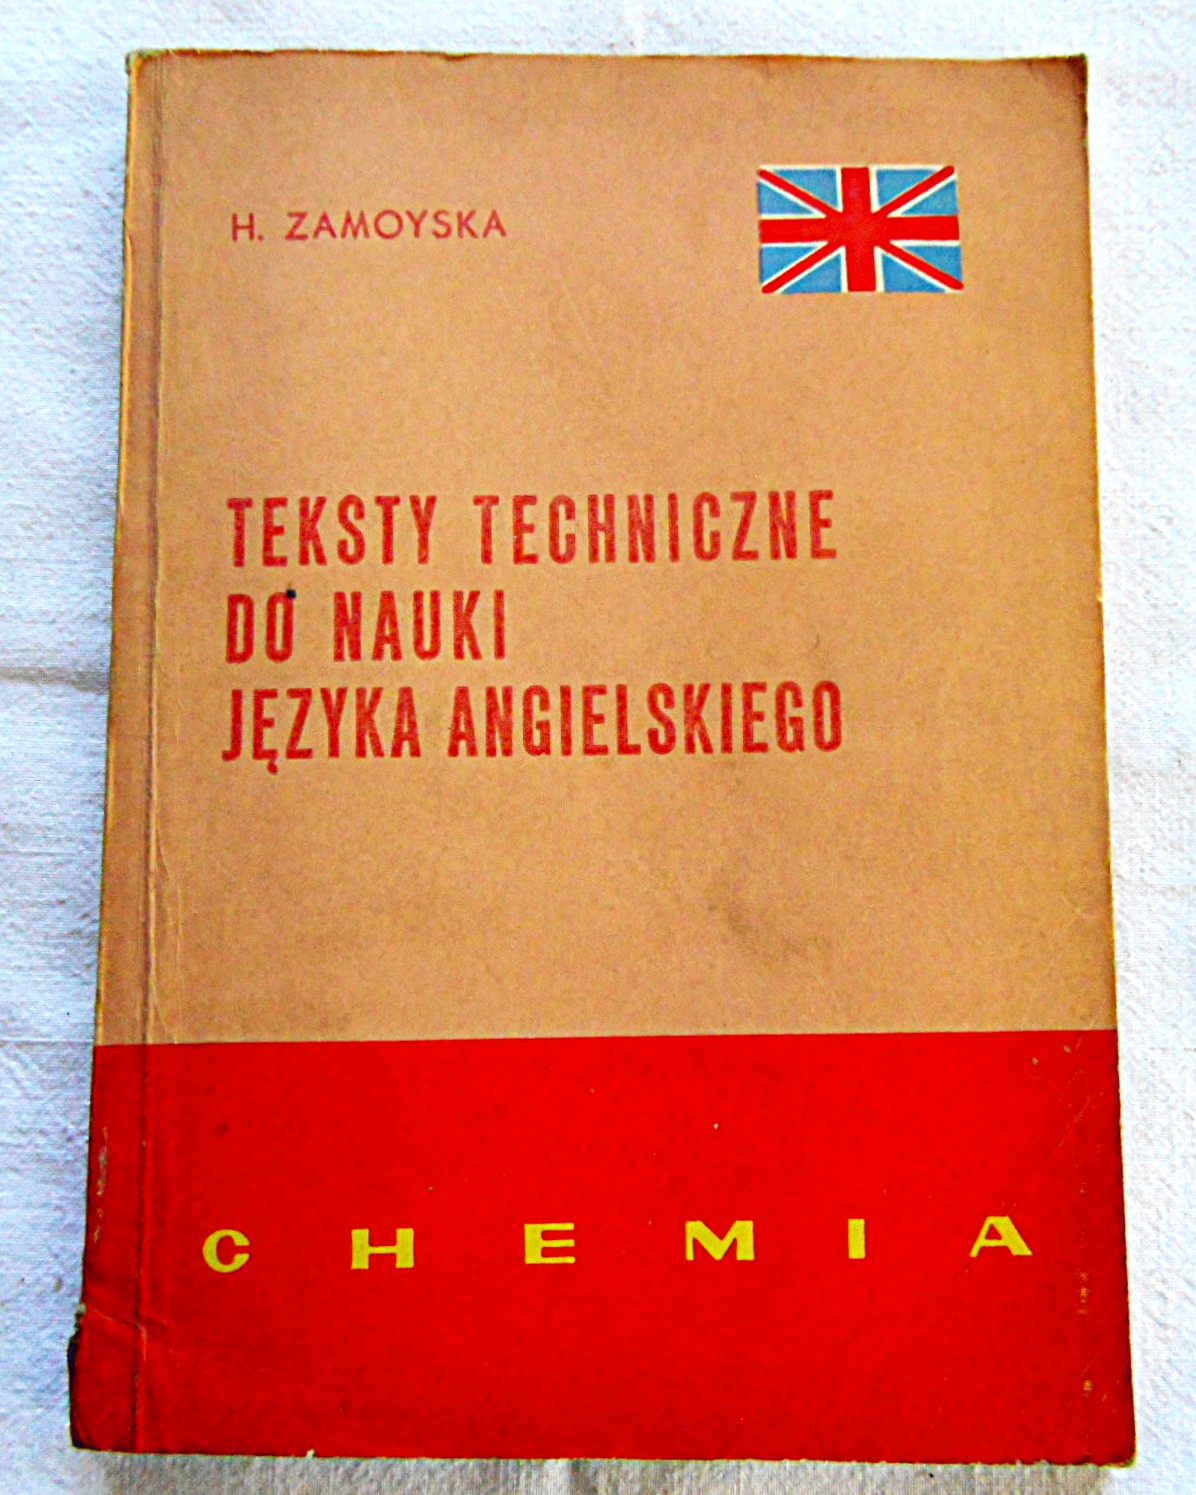 H. ZAMOYSKA
TEKSTY TECHNICZNE
DO NAUKI
JĘZYKA ANGIELSKIEGO
CHEMIA